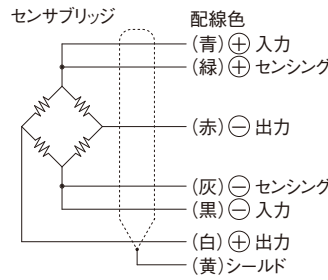 センサブリッジ
配線色
(青)⊕入力
(緑)⊕センシング
(赤)⊖出力
(灰)⊖センシング
(黒)⊖入力
(白)⊕出力
(黄)シールド